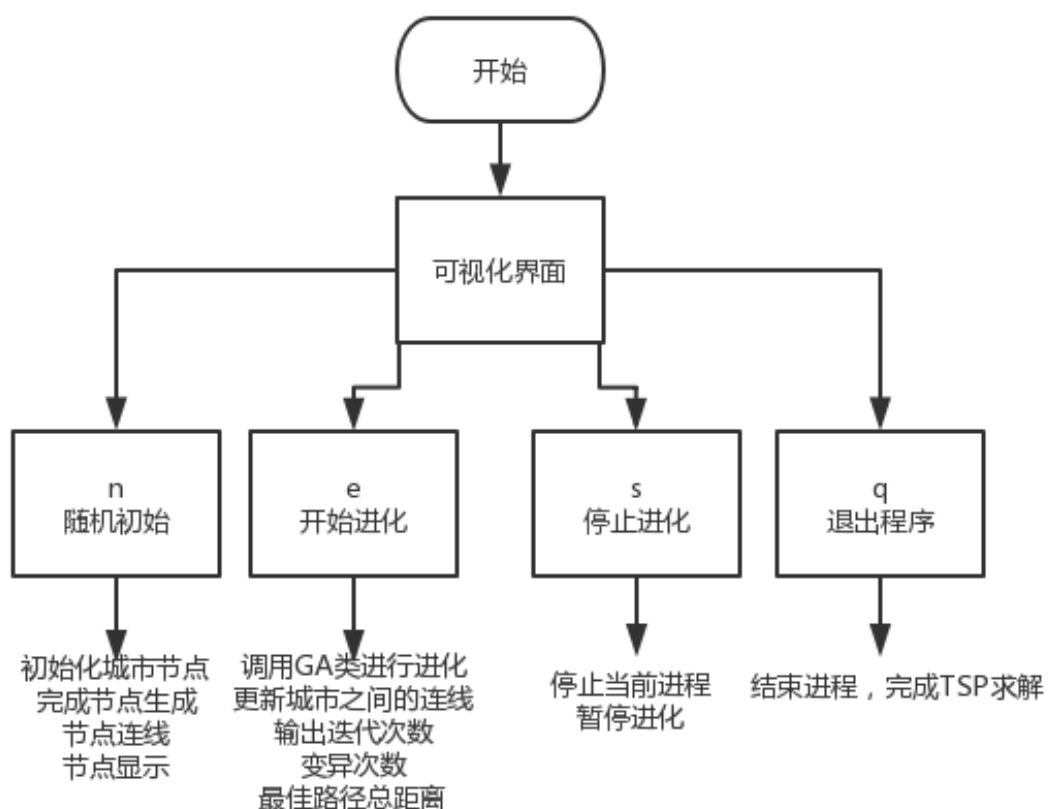 开始
可视化界面
n
随机初始
e
开始进化
s
停止进化
q
退出程序
初始化城市节点
完成节点生成
节点连线
节点显示
调用GA类进行进化
更新城市之间的连线
输出迭代次数
变异次数
最佳路径总距离
停止当前进程
暂停进化
结束进程，完成TSP求解